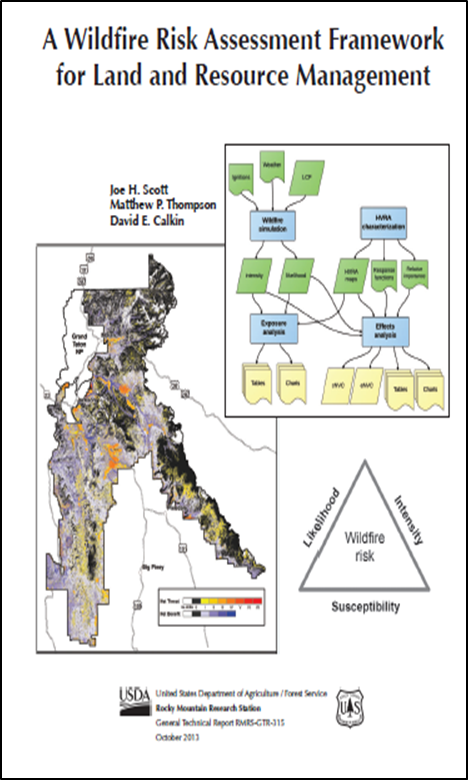 A Wildfire Risk Assessment Framework
for Land and Resource Management
Joe H. Scott
Matthew P. Thompson
David E. Calkin
Ignitions
Weather
LCP
Wildfire
simulation
HVRA
characterization
Intensity
likelihood
HVRA
maps
Response
functions
Relative
importance
Exposure
analysis
Effects
analysis
Tables
Charts
cNVC
eNVC
Tables
Charts
Grand
Teton
NP
Big Piney
Net Threat
Net Benefit
Likelihood
Intensity
Wildfire
risk
Susceptibility
USDA
United States Department of Agriculture / Forest Service
Rocky Mountain Research Station
General Technical Report RMRS-GTR-315
October 2013
U S